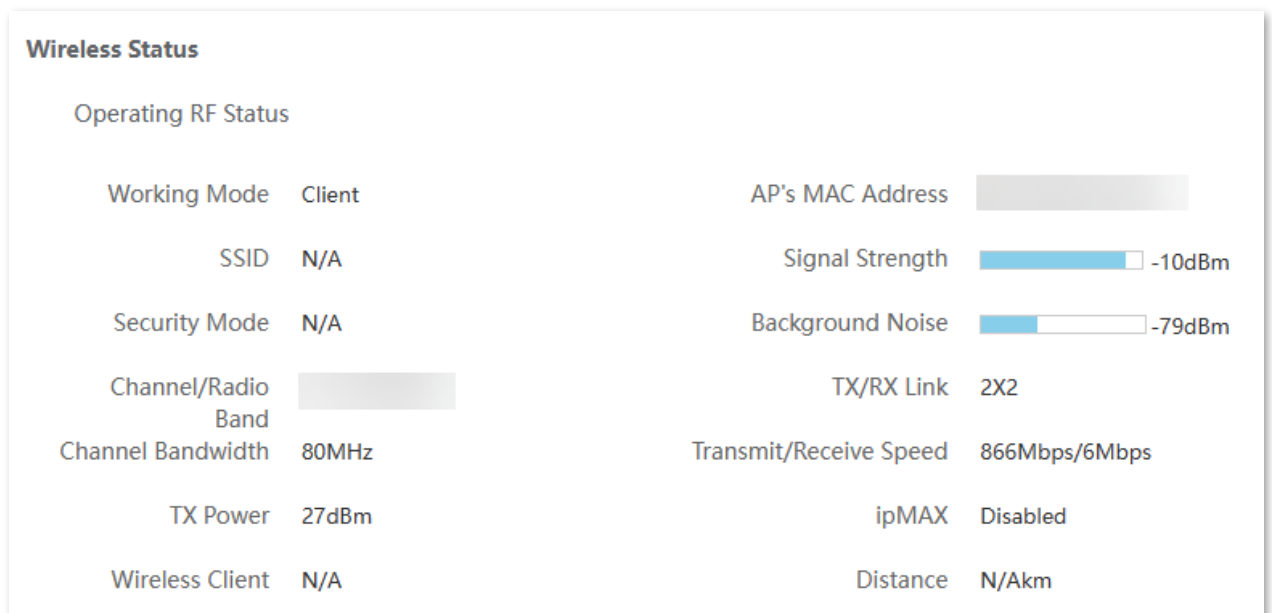 Wireless Status
Operating RF Status
Working Mode Client
AP's MAC Address
SSID N/A
Signal Strength -10dBm
Security Mode N/A
Background Noise -79dBm
Channel/Radio
Band
TX/RX Link 2X2
Channel Bandwidth 80MHz
Transmit/Receive Speed 866Mbps/6Mbps
TX Power 27dBm
ipMAX Disabled
Wireless Client N/A
Distance N/Akm